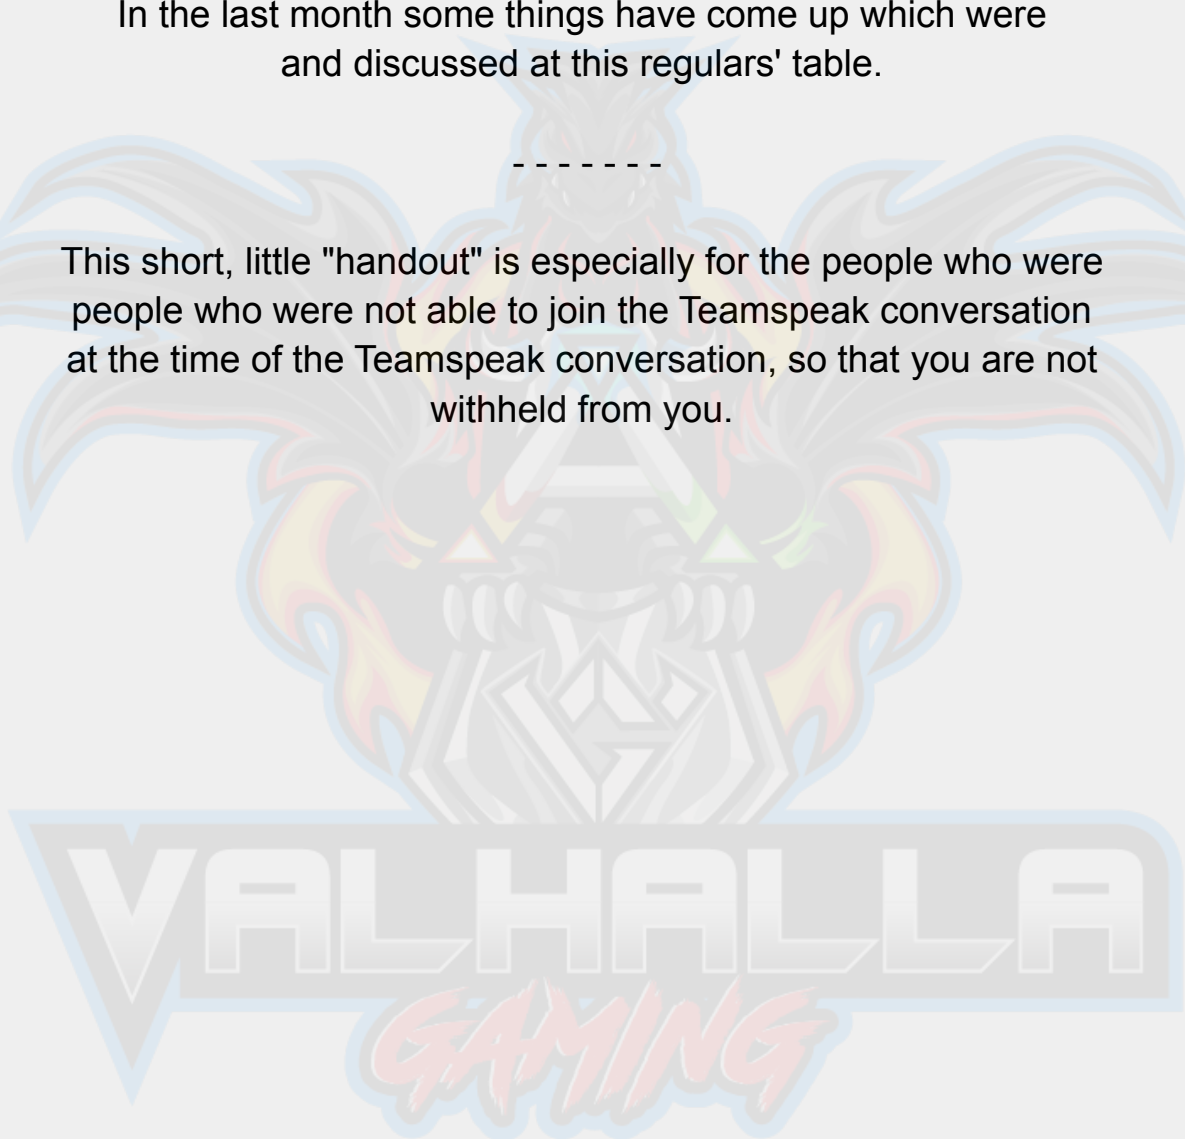 In the last month some things have come up which were
and discussed at this regulars' table.
- - - - - - -
This short, little "handout" is especially for the people who were
people who were not able to join the Teamspeak conversation
at the time of the Teamspeak conversation, so that you are not
withheld from you.
VALHALLA
GAMING